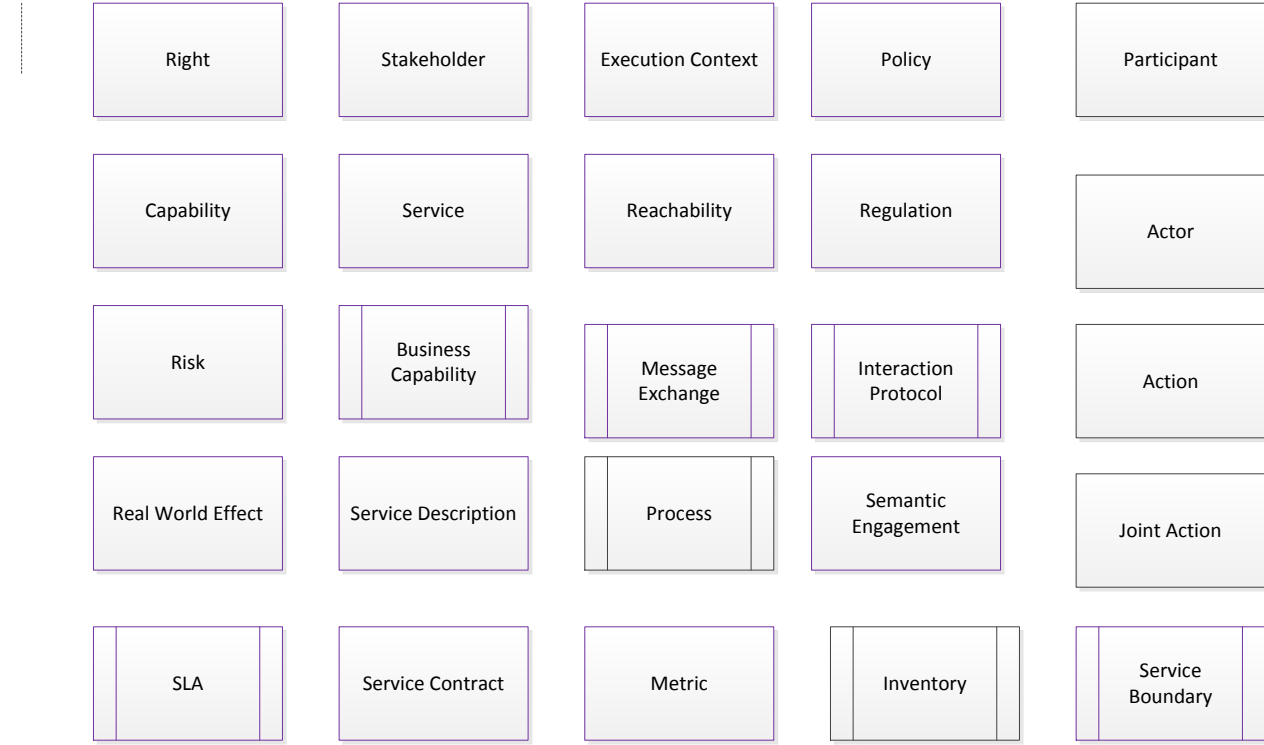 Right
Stakeholder
Execution Context
Policy
Participant
Capability
Service
Reachability
Regulation
Actor
Risk
Business
Capability
Message
Exchange
Interaction
Protocol
Action
Real World Effect
Service Description
Process
Semantic
Engagement
Joint Action
SLA
Service Contract
Metric
Inventory
Service
Boundary